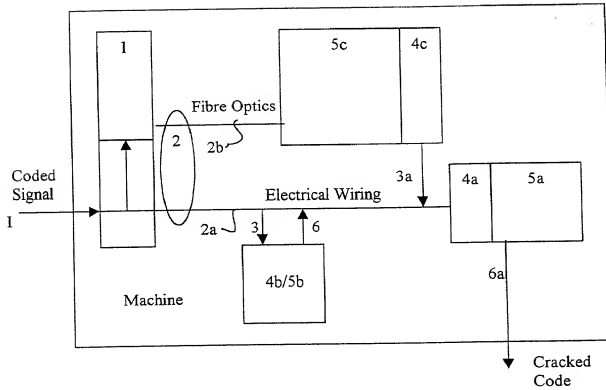 1
5c
4c
Fibre Optics
2
2b
Coded
Signal
I
Electrical Wiring
3a
4a
5a
2a
3
6
4b/5b
6a
Machine
Cracked
Code